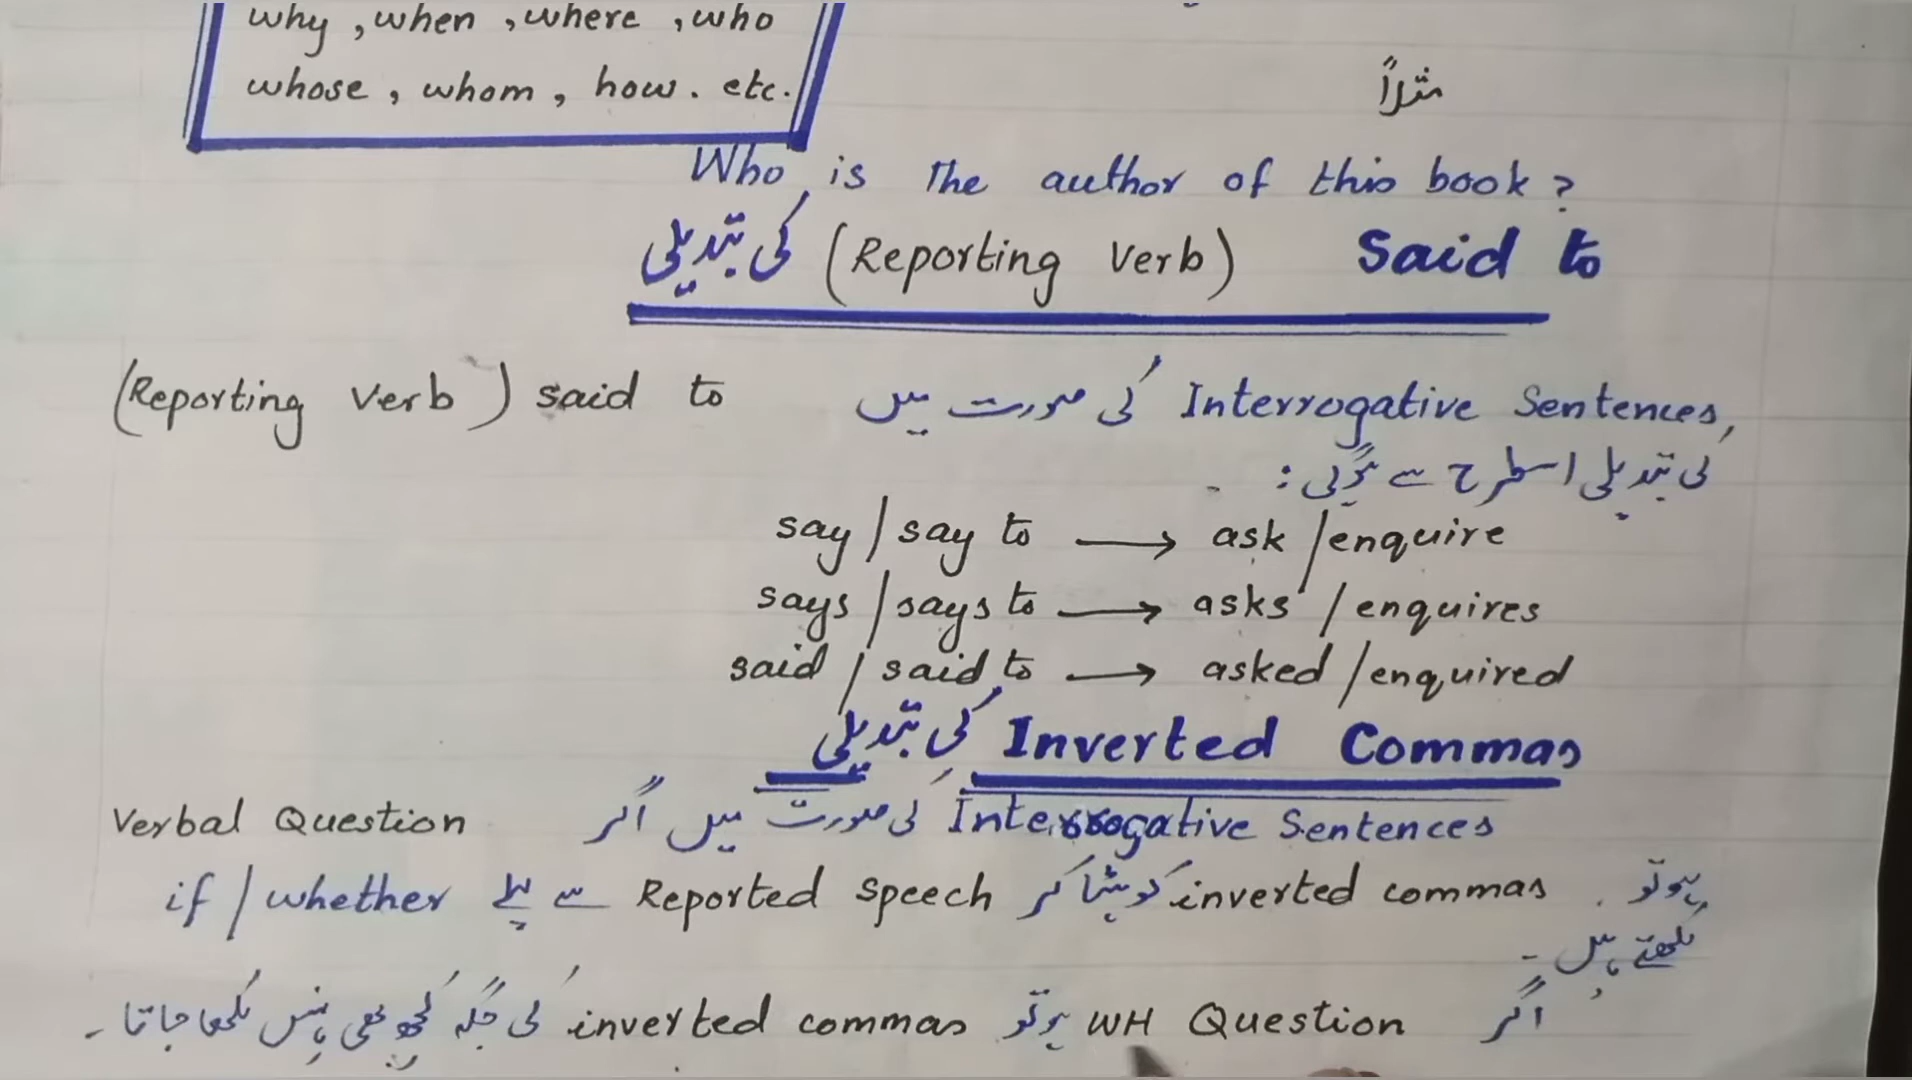 why , when , where , who
whose , whom , how . etc.
مثلاً
Who is the author of this book ?
Said to (Reporting Verb) کی تبدیلی
Interrogative Sentences, کی صورت میں said to (Reporting Verb)
کی تبدیلی اسطرح سے ہوگی :
say / say to → ask / enquire
says / says to → asks / enquires
said / said to → asked / enquired
Inverted Commas کی تبدیلی
Interrogative Sentences کی صورت میں اگر Verbal Question
ہو تو inverted commas کو ہٹا کر Reported Speech سے پہلے if / whether
لکھتے ہیں ۔
اگر WH Question ہو تو inverted commas کی جگہ کچھ بھی نہیں لکھا جاتا ۔